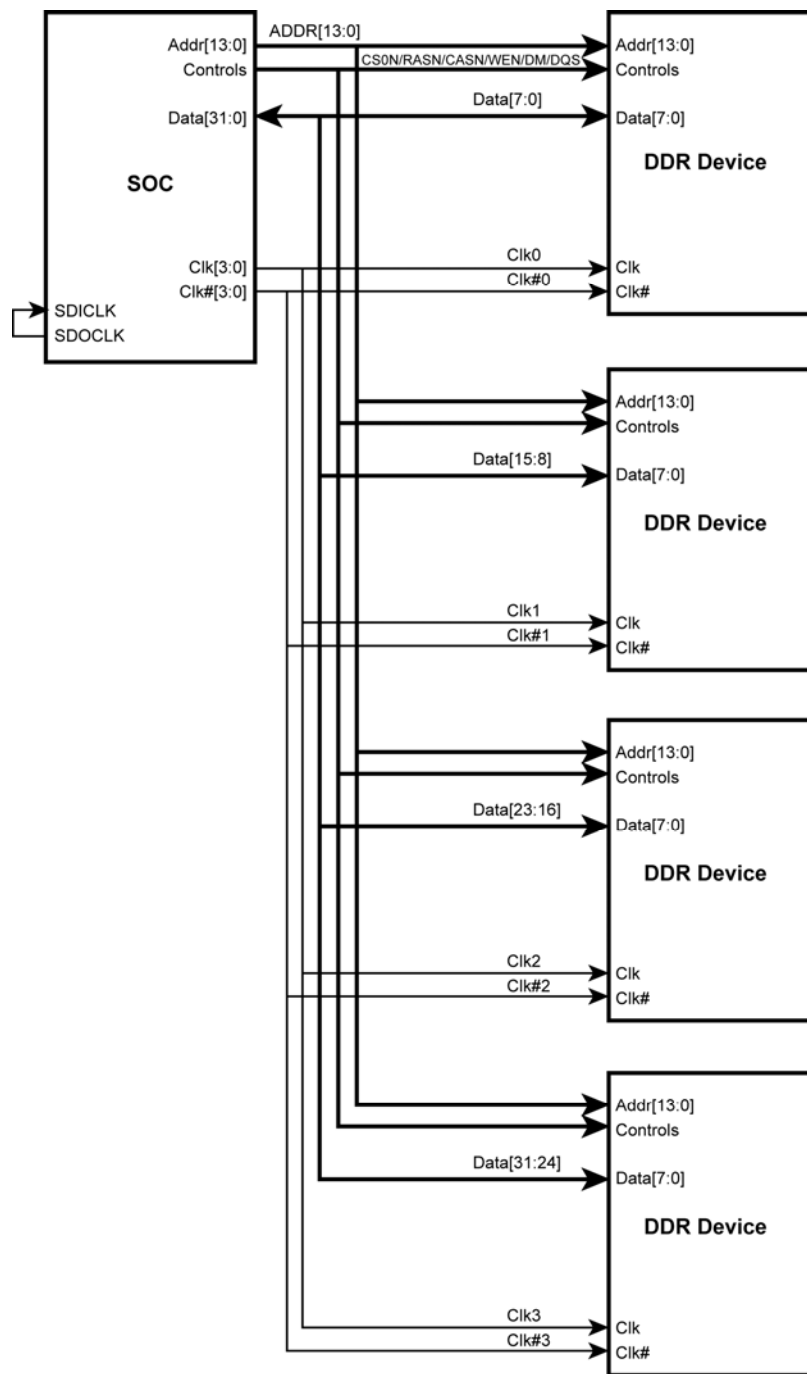 ADDR[13:0]
Addr[13:0]
Controls
Data[31:0]
SOC
Clk[3:0]
Clk#[3:0]
SDICLK
SDOCLK
CS0N/RASN/CASN/WEN/DM/DQS
Data[7:0]
Clk0
Clk#0
Addr[13:0]
Controls
Data[7:0]
DDR Device
Clk
Clk#
Data[15:8]
Clk1
Clk#1
Addr[13:0]
Controls
Data[7:0]
DDR Device
Clk
Clk#
Data[23:16]
Clk2
Clk#2
Addr[13:0]
Controls
Data[7:0]
DDR Device
Clk
Clk#
Data[31:24]
Clk3
Clk#3
Addr[13:0]
Controls
Data[7:0]
DDR Device
Clk
Clk#